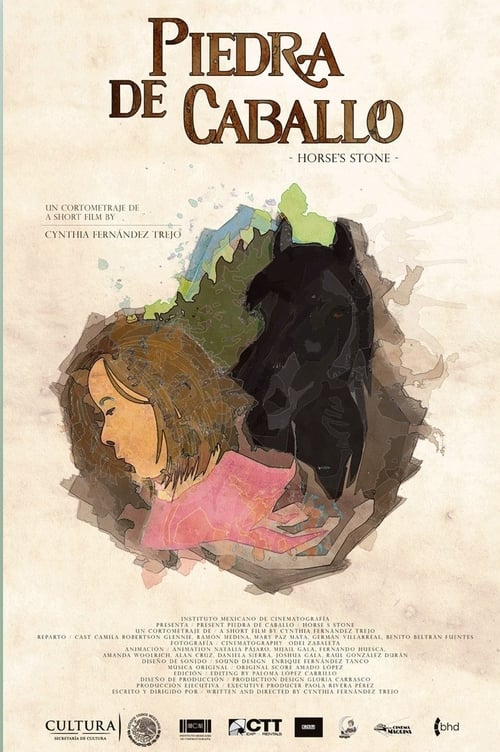 PIEDRA
DE CABALLO
- HORSE'S STONE -
UN CORTOMETRAJE DE
A SHORT FILM BY
CYNTHIA FERNÁNDEZ TREJO
INSTITUTO MEXICANO DE CINEMATOGRAFÍA
PRESENTA / PRESENT PIEDRA DE CABALLO / HORSE S STONE
UN CORTOMETRAJE DE / A SHORT FILM BY CYNTHIA FERNÁNDEZ TREJO
REPARTO / CAST CAMILA ROBERTSON GLENNIE, RAMÓN MEDINA, MARY PAZ MATA, GERMÁN VILLARREAL, BENITO BELTRÁN FUENTES
FOTOGRAFÍA / CINEMATOGRAPHY ODEI ZABALETA
ANIMACIÓN / ANIMATION NATALIA PÁJARO, MIJAIL GALA, FERNANDO HUESCA,
AMANDA WOOLRICH, ALAN CRUZ, DANIELA SIERRA, JOSHUA GALA, RAÚL GONZÁLEZ DURÁN
DISEÑO DE SONIDO / SOUND DESIGN ENRIQUE FERNÁNDEZ TANCO
MÚSICA ORIGINAL / ORIGINAL SCORE AMADO LÓPEZ
EDICIÓN / EDITING BY PALOMA LÓPEZ CARRILLO
DISEÑO DE PRODUCCIÓN / PRODUCTION DESIGN GLORIA CARRASCO
PRODUCCIÓN EJECUTIVA / EXECUTIVE PRODUCER PAOLA RIVERA PÉREZ
ESCRITO Y DIRIGIDO POR / WRITTEN AND DIRECTED BY CYNTHIA FERNÁNDEZ TREJO
CULTURA
SECRETARÍA DE CULTURA
CTT
EXP RENTALS
CINEMA
MAQUINA
bhd